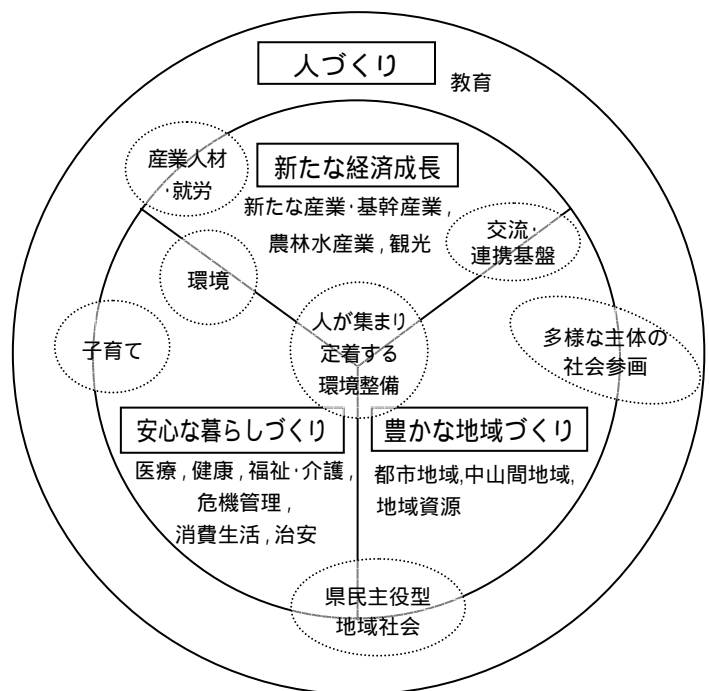 人づくり
教育
産業人材
・就労
新たな経済成長
新たな産業・基幹産業,
農林水産業,観光
交流・
連携基盤
環境
人が集まり
定着する
環境整備
子育て
多様な主体の
社会参画
安心な暮らしづくり
医療,健康,福祉・介護,
危機管理,
消費生活,治安
豊かな地域づくり
都市地域,中山間地域,
地域資源
県民主役型
地域社会